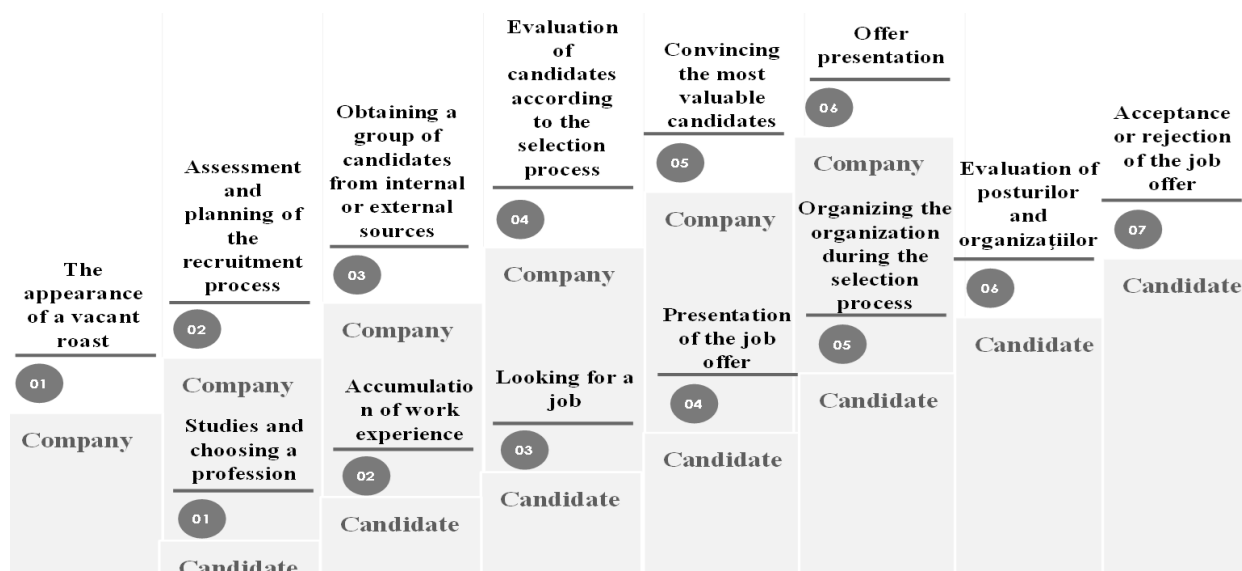 The
appearance
of a vacant
roast
01
Company
Assessment
and
planning of
the
recruitment
process
02
Company
Studies and
choosing a
profession
01
Candidate
Obtaining a
group of
candidates
from internal
or external
sources
03
Company
Accumulatio
n of work
experience
02
Candidate
Evaluation
of
candidates
according
to the
selection
process
04
Company
Looking for a
job
03
Candidate
Convincing
the most
valuable
candidates
05
Company
Presentation
of the job
offer
04
Candidate
Offer
presentation
06
Company
Organizing the
organization
during the
selection
process
05
Candidate
Evaluation of
posturilor
and
organizațiilor
06
Candidate
Acceptance
or rejection
of the job
offer
07
Candidate